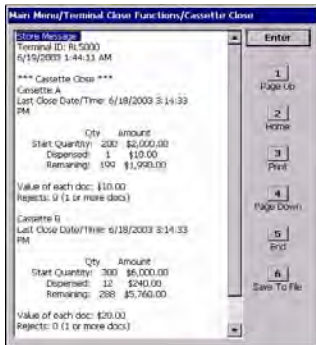 Main Menu/Terminal Close Functions/Cassette Close
Store Message
Terminal ID: RL5000
6/19/2003 1:44:11 AM
*** Cassette Close ***
Cassette A
Last Close Date/Time: 6/18/2003 3:14:33
PM
Qty Amount
Start Quantity: 200 $2,000.00
Dispensed: 1 $10.00
Remaining: 199 $1,990.00
Value of each doc: $10.00
Rejects: 0 (1 or more docs)
Cassette B
Last Close Date/Time: 6/18/2003 3:14:33
PM
Qty Amount
Start Quantity: 300 $6,000.00
Dispensed: 12 $240.00
Remaining: 288 $5,760.00
Value of each doc: $20.00
Rejects: 0 (1 or more docs)
Enter
1
Page Up
2
Home
3
Print
4
Page Down
5
End
6
Save To File